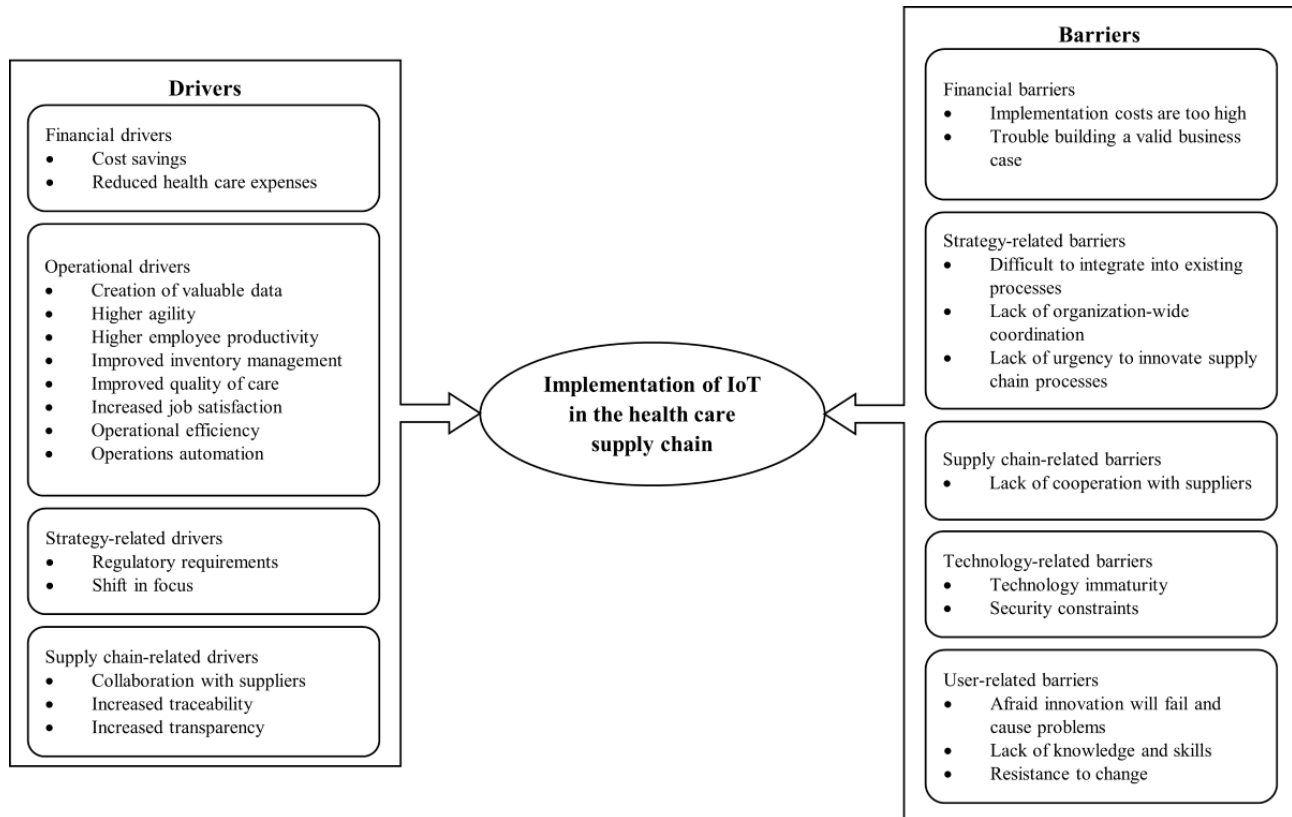 Drivers
Financial drivers
• Cost savings
• Reduced health care expenses
Operational drivers
• Creation of valuable data
• Higher agility
• Higher employee productivity
• Improved inventory management
• Improved quality of care
• Increased job satisfaction
• Operational efficiency
• Operations automation
Strategy-related drivers
• Regulatory requirements
• Shift in focus
Supply chain-related drivers
• Collaboration with suppliers
• Increased traceability
• Increased transparency
Implementation of IoT
in the health care
supply chain
Barriers
Financial barriers
• Implementation costs are too high
• Trouble building a valid business
case
Strategy-related barriers
• Difficult to integrate into existing
processes
• Lack of organization-wide
coordination
• Lack of urgency to innovate supply
chain processes
Supply chain-related barriers
• Lack of cooperation with suppliers
Technology-related barriers
• Technology immaturity
• Security constraints
User-related barriers
• Afraid innovation will fail and
cause problems
• Lack of knowledge and skills
• Resistance to change